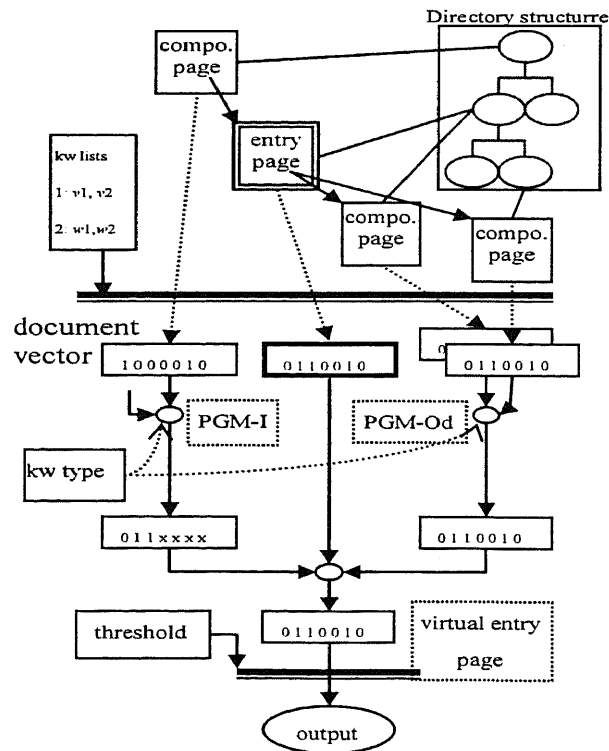 Directory structurre
compo.
page
entry
page
kw lists
1: v1, v2
2: w1,w2
compo.
page
compo.
page
document
vector
1000010
0110010
0
0110010
PGM-I
PGM-Od
kw type
011xxxx
0110010
threshold
0110010
virtual entry
page
output